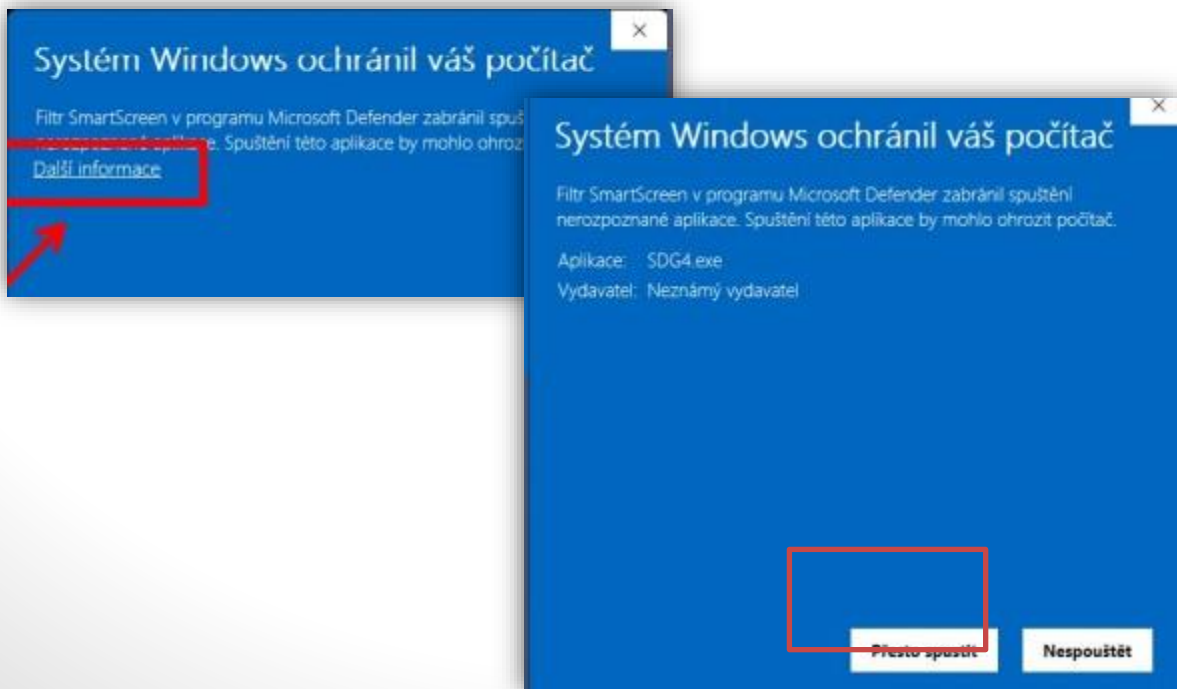 Systém Windows ochránil váš počítač
Filtr SmartScreen v programu Microsoft Defender zabránil
aplikace. Spuštění této aplikace by mohlo
Další informace
Systém Windows ochránil váš počítač
Filtr SmartScreen v programu Microsoft Defender zabránil spuštění
nerozpoznané aplikace. Spuštění této aplikace by mohlo ohrozit počítač.
Aplikace: SDG4.exe
Vydavatel: Neznámý vydavatel
Přesto spustit
Nespouštět